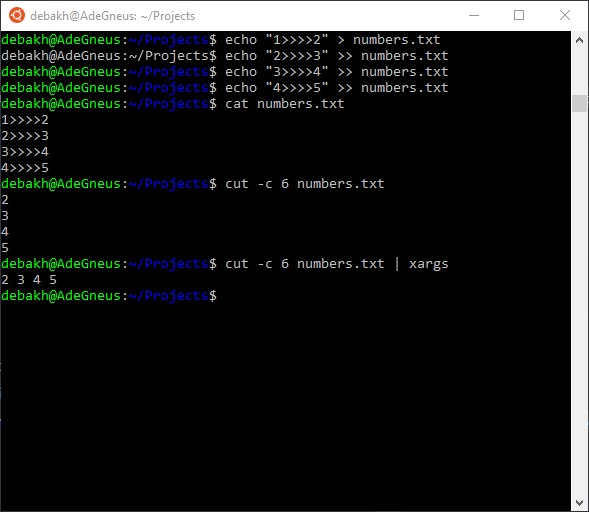 debakh@AdeGneus: ~/Projects
debakh@AdeGneus:~/Projects$ echo "1>>>>2" > numbers.txt
debakh@AdeGneus:~/Projects$ echo "2>>>>3" >> numbers.txt
debakh@AdeGneus:~/Projects$ echo "3>>>>4" >> numbers.txt
debakh@AdeGneus:~/Projects$ echo "4>>>>5" >> numbers.txt
debakh@AdeGneus:~/Projects$ cat numbers.txt
1>>>>2
2>>>>3
3>>>>4
4>>>>5
debakh@AdeGneus:~/Projects$ cut -c 6 numbers.txt
2
3
4
5
debakh@AdeGneus:~/Projects$ cut -c 6 numbers.txt | xargs
2 3 4 5
debakh@AdeGneus:~/Projects$